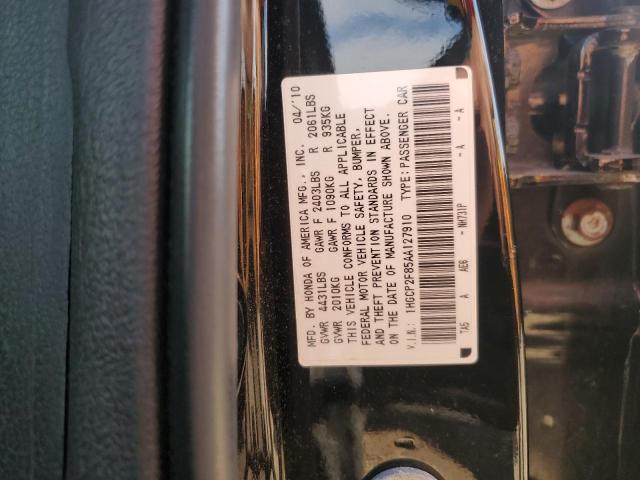 MFD. BY HONDA OF AMERICA MFG., INC. 04/'10
GVWR 4431LBS GAWR F 2403LBS R 2061LBS
GVWR 2010KG GAWR F 1090KG R 935KG
THIS VEHICLE CONFORMS TO ALL APPLICABLE
FEDERAL MOTOR VEHICLE SAFETY, BUMPER,
AND THEFT PREVENTION STANDARDS IN EFFECT
ON THE DATE OF MANUFACTURE SHOWN ABOVE.
V.I.N.: 1HGCP2F85AA127910 TYPE:PASSENGER CAR
TA5 A AE6 - NH731P - A - A